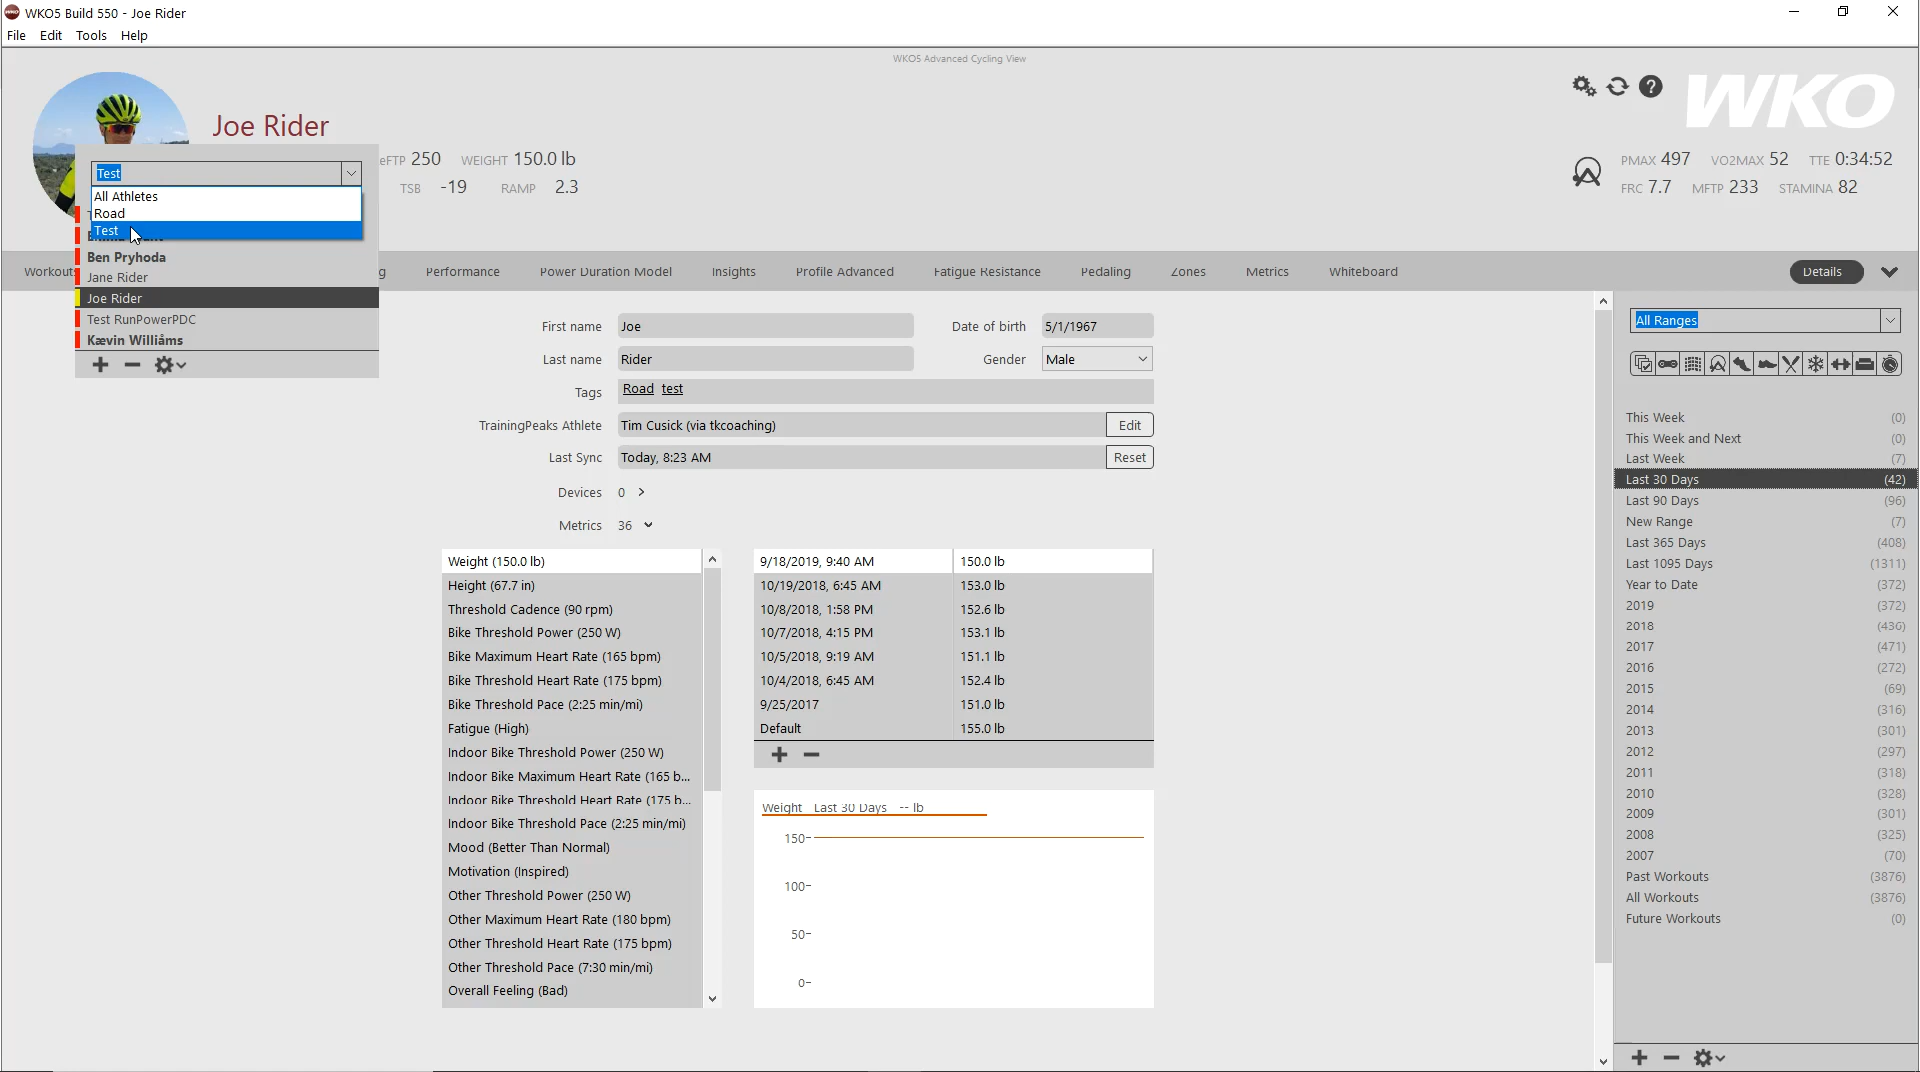 WKO5 Build 550 - Joe Rider
File Edit Tools Help
WKO5 Advanced Cycling View
Joe Rider
WKO
eFTP 250 WEIGHT 150.0 lb
TSB -19 RAMP 2.3
PMAX 497 VO2MAX 52 TTE 0:34:52
FRC 7.7 MFTP 233 STAMINA 82
Test
All Athletes
Road
Test
Ben Pryhoda
Jane Rider
Joe Rider
Test RunPowerPDC
Kævin Williåms
Workouts Performance Power Duration Model Insights Profile Advanced Fatigue Resistance Pedaling Zones Metrics Whiteboard Details
First name Joe Date of birth 5/1/1967
Last name Rider Gender Male
Tags Road test
TrainingPeaks Athlete Tim Cusick (via tkcoaching) Edit
Last Sync Today, 8:23 AM Reset
Devices 0
Metrics 36
Weight (150.0 lb)
Height (67.7 in)
Threshold Cadence (90 rpm)
Bike Threshold Power (250 W)
Bike Maximum Heart Rate (165 bpm)
Bike Threshold Heart Rate (175 bpm)
Bike Threshold Pace (2:25 min/mi)
Fatigue (High)
Indoor Bike Threshold Power (250 W)
Indoor Bike Maximum Heart Rate (165 b...
Indoor Bike Threshold Heart Rate (175 b...
Indoor Bike Threshold Pace (2:25 min/mi)
Mood (Better Than Normal)
Motivation (Inspired)
Other Threshold Power (250 W)
Other Maximum Heart Rate (180 bpm)
Other Threshold Heart Rate (175 bpm)
Other Threshold Pace (7:30 min/mi)
Overall Feeling (Bad)
9/18/2019, 9:40 AM 150.0 lb
10/19/2018, 6:45 AM 153.0 lb
10/8/2018, 1:58 PM 152.6 lb
10/7/2018, 4:15 PM 153.1 lb
10/5/2018, 9:19 AM 151.1 lb
10/4/2018, 6:45 AM 152.4 lb
9/25/2017 151.0 lb
Default 155.0 lb
Weight Last 30 Days -- lb
150
100
50
0
All Ranges
This Week (0)
This Week and Next (0)
Last Week (7)
Last 30 Days (42)
Last 90 Days (96)
New Range (7)
Last 365 Days (408)
Last 1095 Days (1311)
Year to Date (372)
2019 (372)
2018 (436)
2017 (471)
2016 (272)
2015 (69)
2014 (316)
2013 (301)
2012 (297)
2011 (318)
2010 (328)
2009 (301)
2008 (325)
2007 (70)
Past Workouts (3876)
All Workouts (3876)
Future Workouts (0)